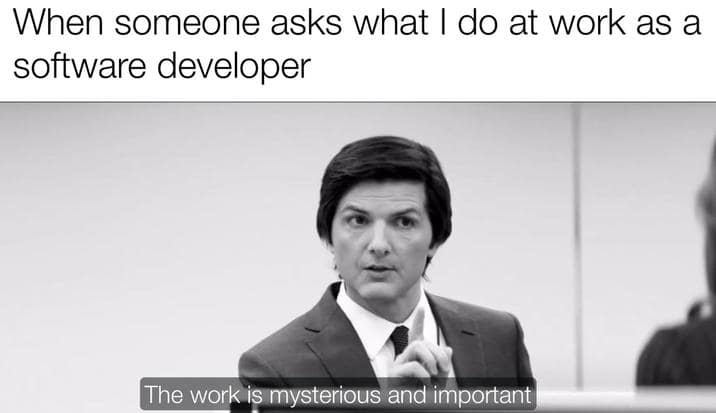 When someone asks what I do at work as a
software developer
The work is mysterious and important